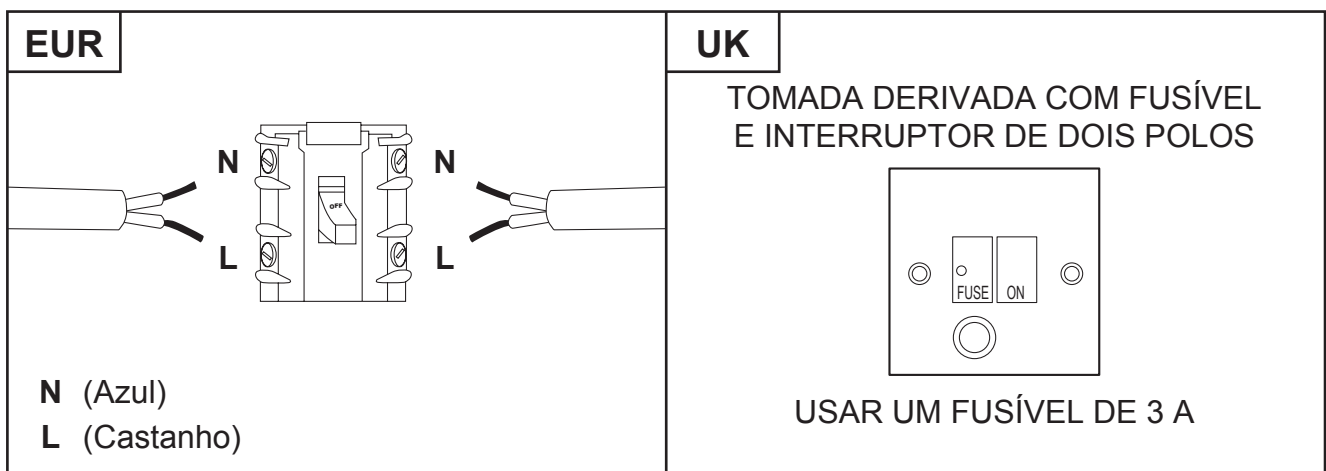 EUR
N N
OFF
L L
N (Azul)
L (Castanho)
UK
TOMADA DERIVADA COM FUSÍVEL
E INTERRUPTOR DE DOIS POLOS
FUSE ON
USAR UM FUSÍVEL DE 3 A